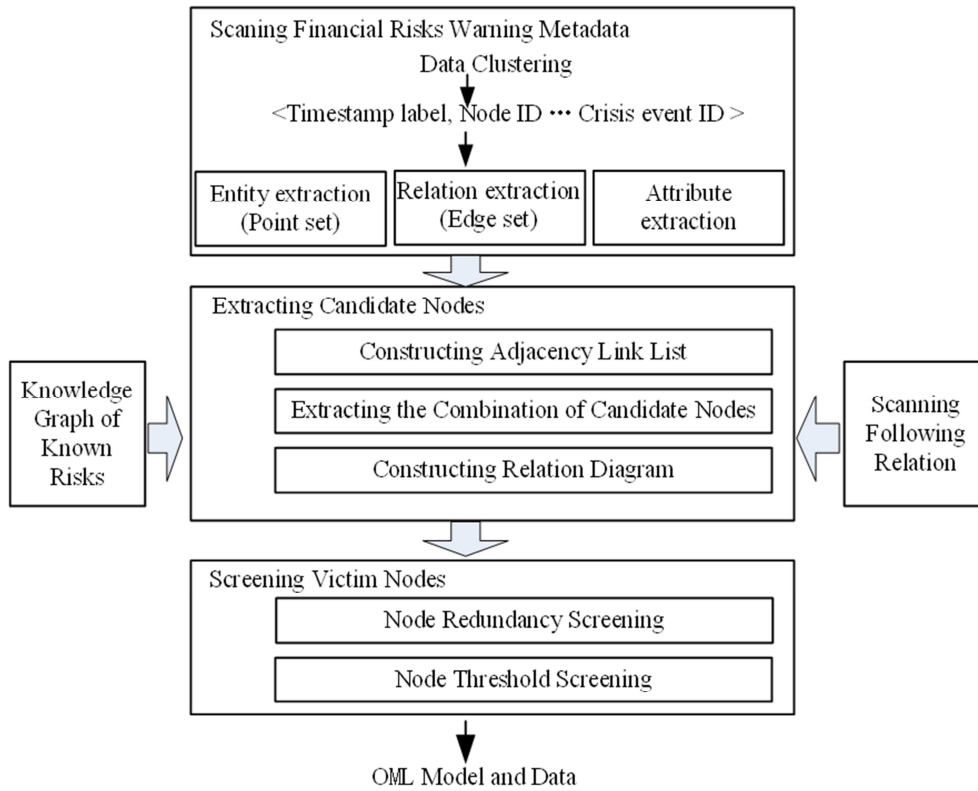 Scaning Financial Risks Warning Metadata
Data Clustering
<Timestamp label, Node ID ··· Crisis event ID >
Entity extraction
(Point set)
Relation extraction
(Edge set)
Attribute
extraction
Extracting Candidate Nodes
Constructing Adjacency Link List
Extracting the Combination of Candidate Nodes
Constructing Relation Diagram
Knowledge
Graph of
Known
Risks
Scanning
Following
Relation
Screening Victim Nodes
Node Redundancy Screening
Node Threshold Screening
OML Model and Data